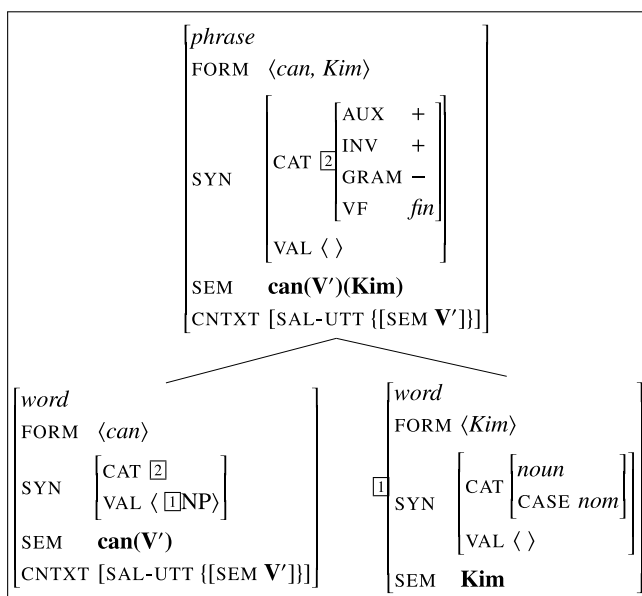 [phrase
FORM ⟨can, Kim⟩
SYN [CAT [2] [AUX +
INV +
GRAM −
VF fin]
VAL ⟨ ⟩]
SEM can(V′)(Kim)
CNTXT [SAL-UTT {[SEM V′]}]]
[word
FORM ⟨can⟩
SYN [CAT [2]
VAL ⟨ [1]NP⟩]
SEM can(V′)
CNTXT [SAL-UTT {[SEM V′]}]]
[1] [word
FORM ⟨Kim⟩
SYN [CAT [noun
CASE nom]
VAL ⟨ ⟩]
SEM Kim]